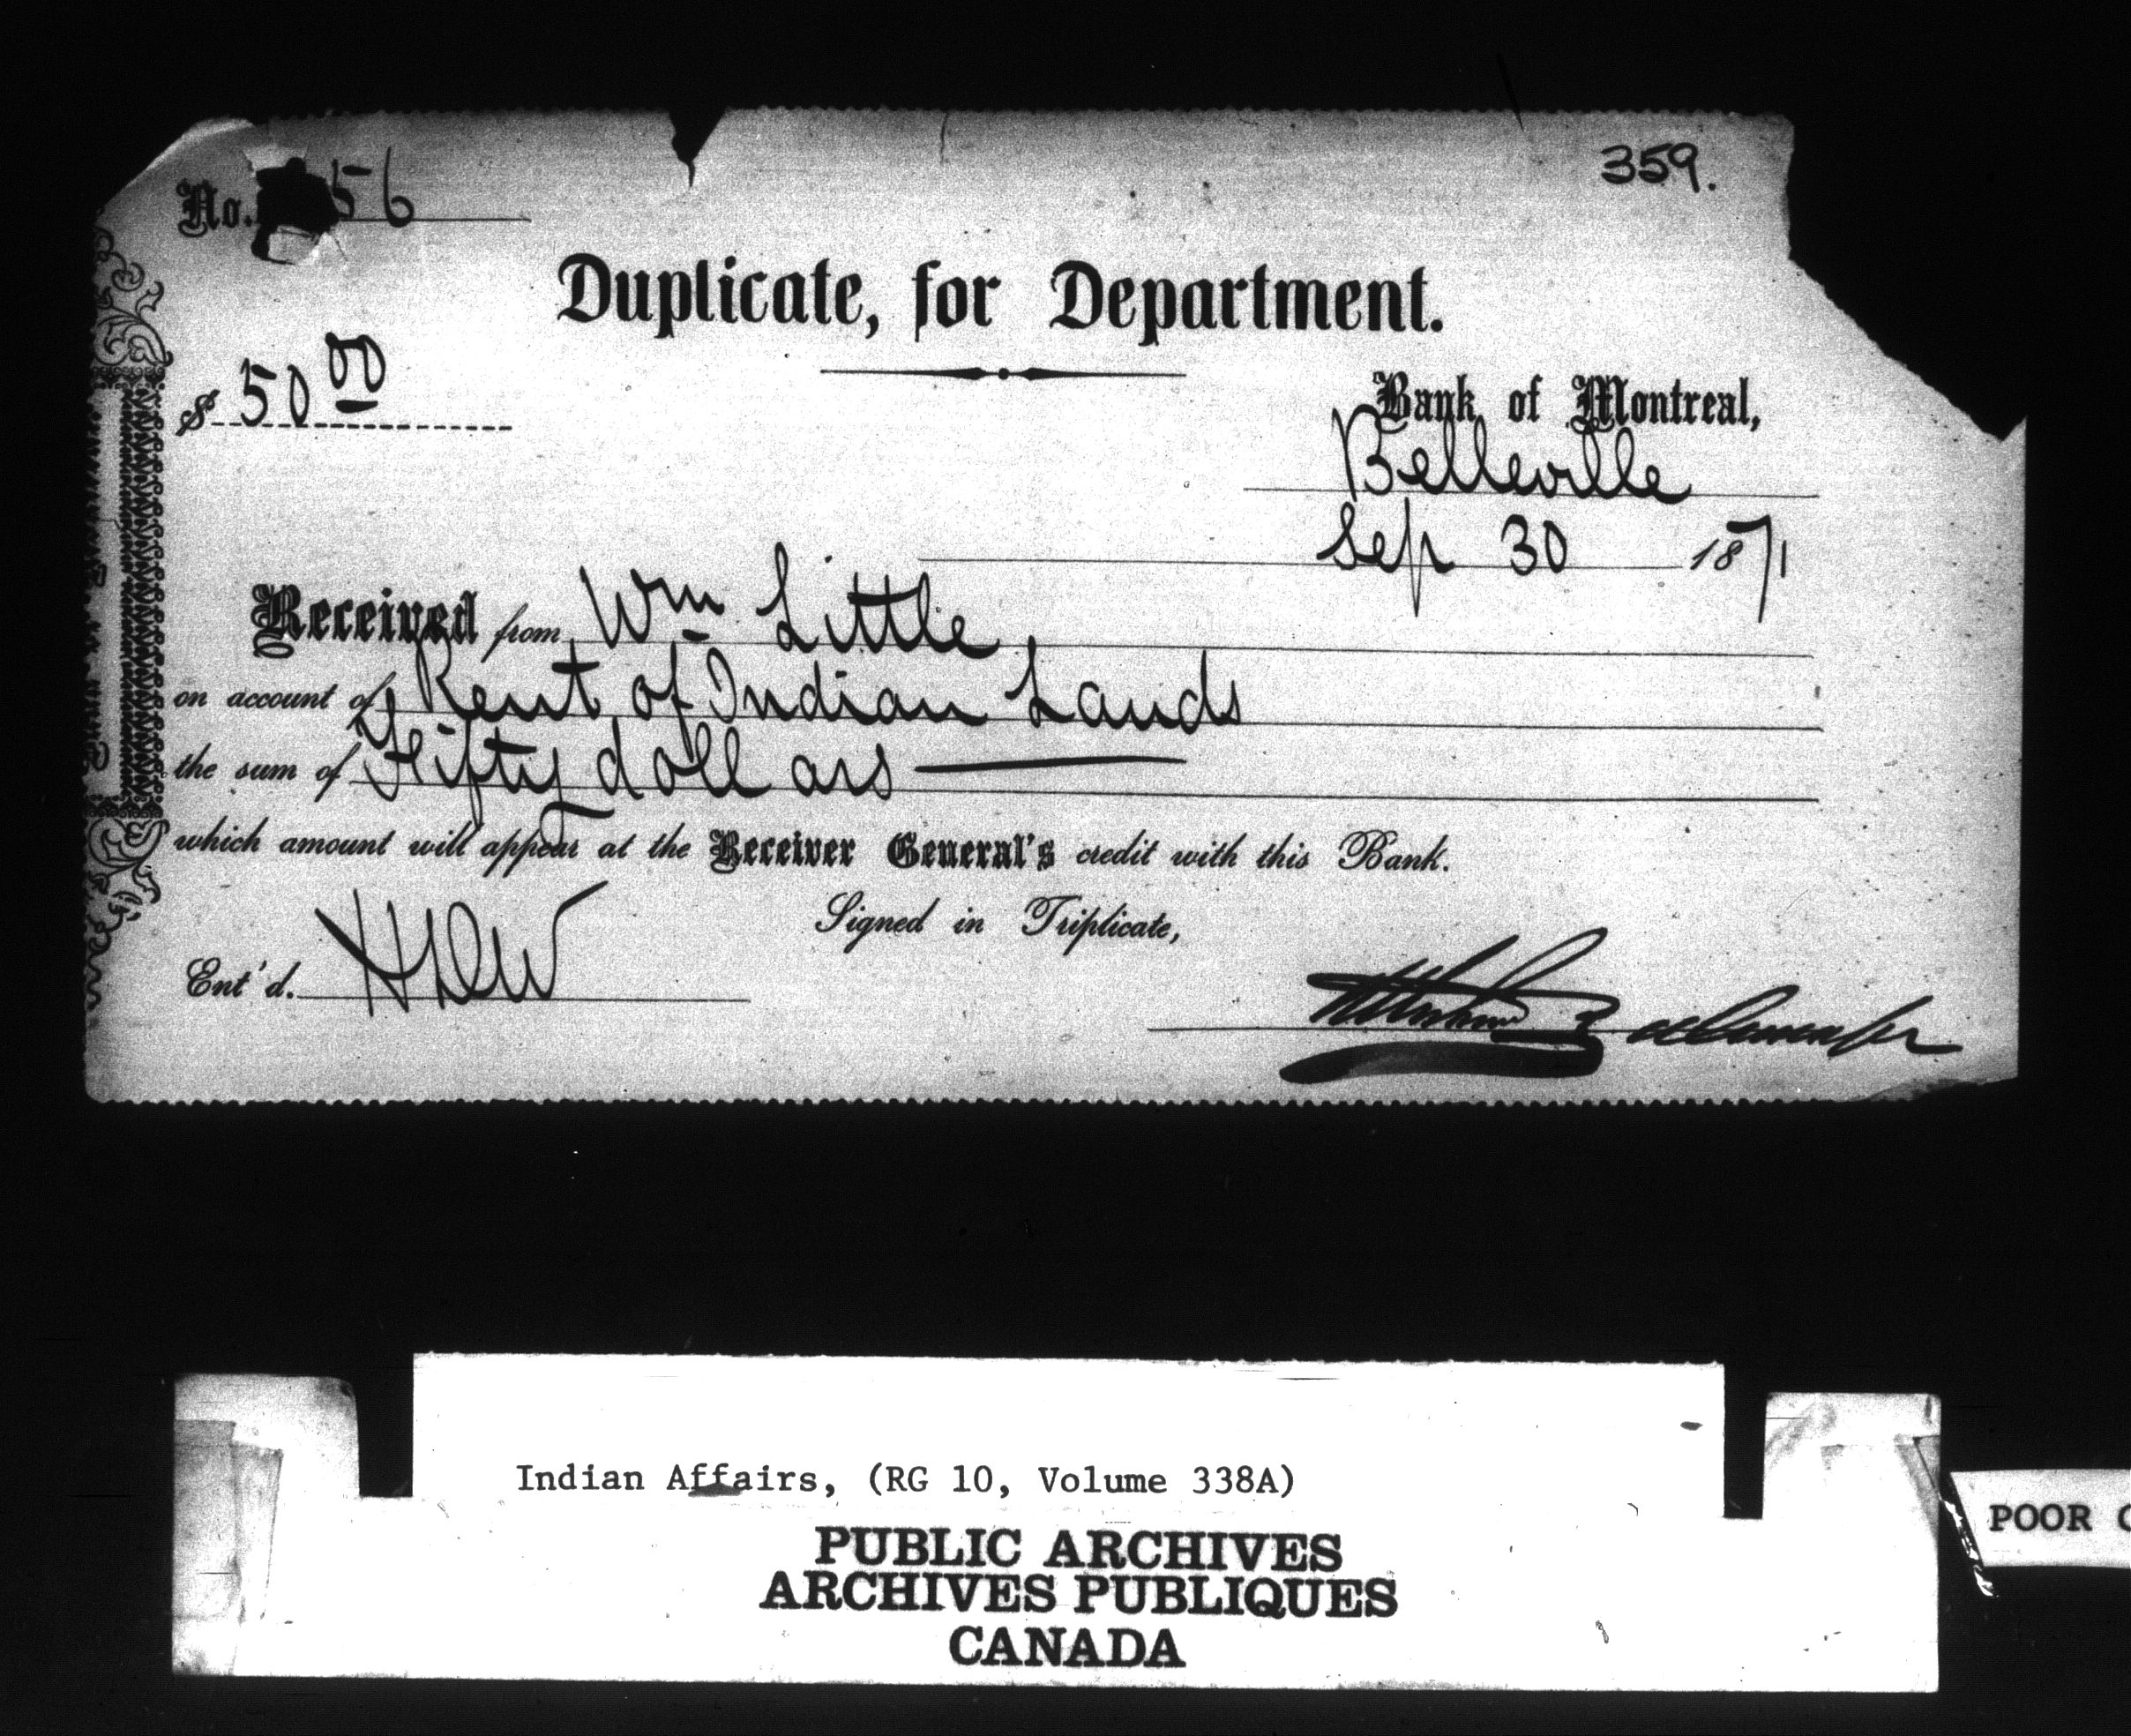 359.
No. 56
Duplicate, for Department.
$ 50 00
Bank of Montreal,
Belleville
Sep 30 1871
Received from Wm Little
on account of Rent of Indian Lands
the sum of Fifty dollars
which amount will appear at the Receiver General's credit with this Bank.
Signed in Triplicate,
Ent'd.
Indian Affairs, (RG 10, Volume 338A)
POOR
PUBLIC ARCHIVES
ARCHIVES PUBLIQUES
CANADA